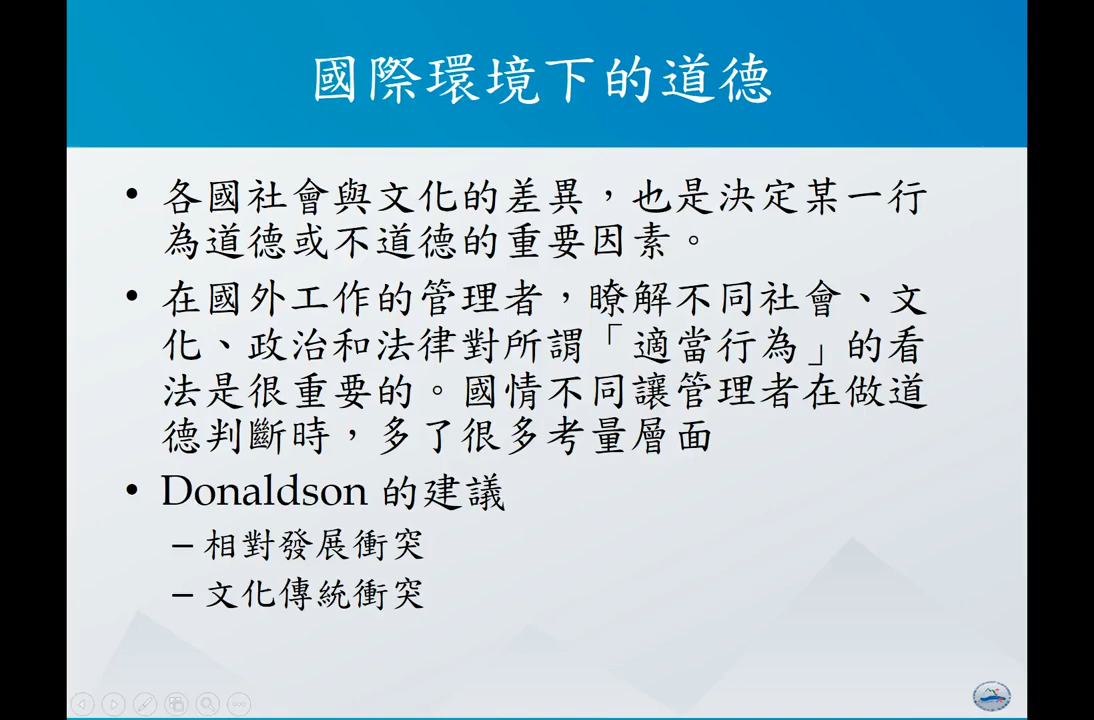 國際環境下的道德
• 各國社會與文化的差異，也是決定某一行
為道德或不道德的重要因素。
• 在國外工作的管理者，瞭解不同社會、文
化、政治和法律對所謂「適當行為」的看
法是很重要的。國情不同讓管理者在做道
德判斷時，多了很多考量層面
• Donaldson 的建議
– 相對發展衝突
– 文化傳統衝突